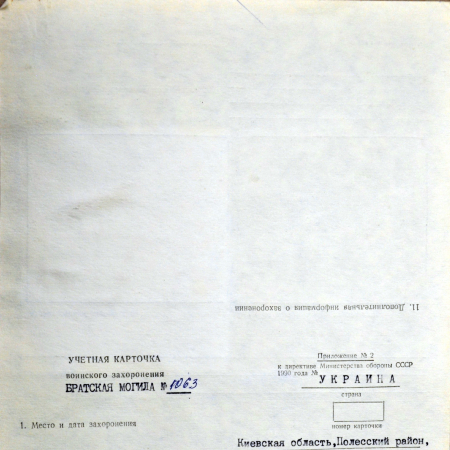 11. Дополнительная информация о захоронении
УЧЕТНАЯ КАРТОЧКА
воинского захоронения
БРАТСКАЯ МОГИЛА № 1063
Приложение № 2
к директиве Министерства обороны СССР
1990 года №
УКРАИНА
страна
номер карточки
1. Место и дата захоронения
Киевская область,Полесский район,